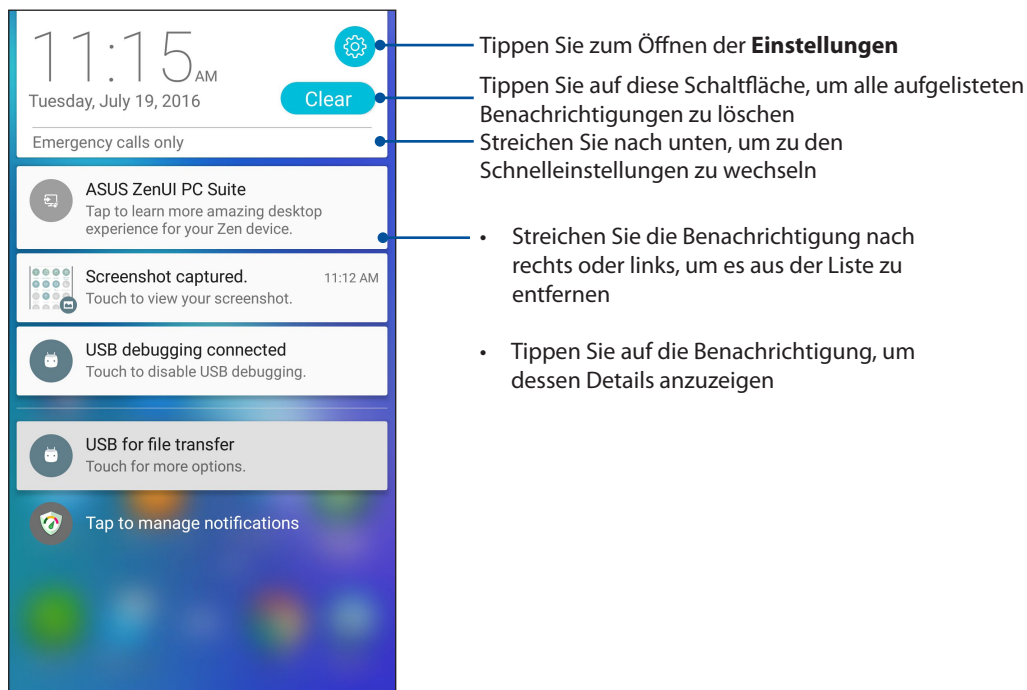 11:15 AM
Tuesday, July 19, 2016
Clear
Emergency calls only
ASUS ZenUI PC Suite
Tap to learn more amazing desktop
experience for your Zen device.
Screenshot captured. 11:12 AM
Touch to view your screenshot.
USB debugging connected
Touch to disable USB debugging.
USB for file transfer
Touch for more options.
Tap to manage notifications
Tippen Sie zum Öffnen der Einstellungen
Tippen Sie auf diese Schaltfläche, um alle aufgelisteten
Benachrichtigungen zu löschen
Streichen Sie nach unten, um zu den
Schnelleinstellungen zu wechseln
• Streichen Sie die Benachrichtigung nach
rechts oder links, um es aus der Liste zu
entfernen
• Tippen Sie auf die Benachrichtigung, um
dessen Details anzuzeigen